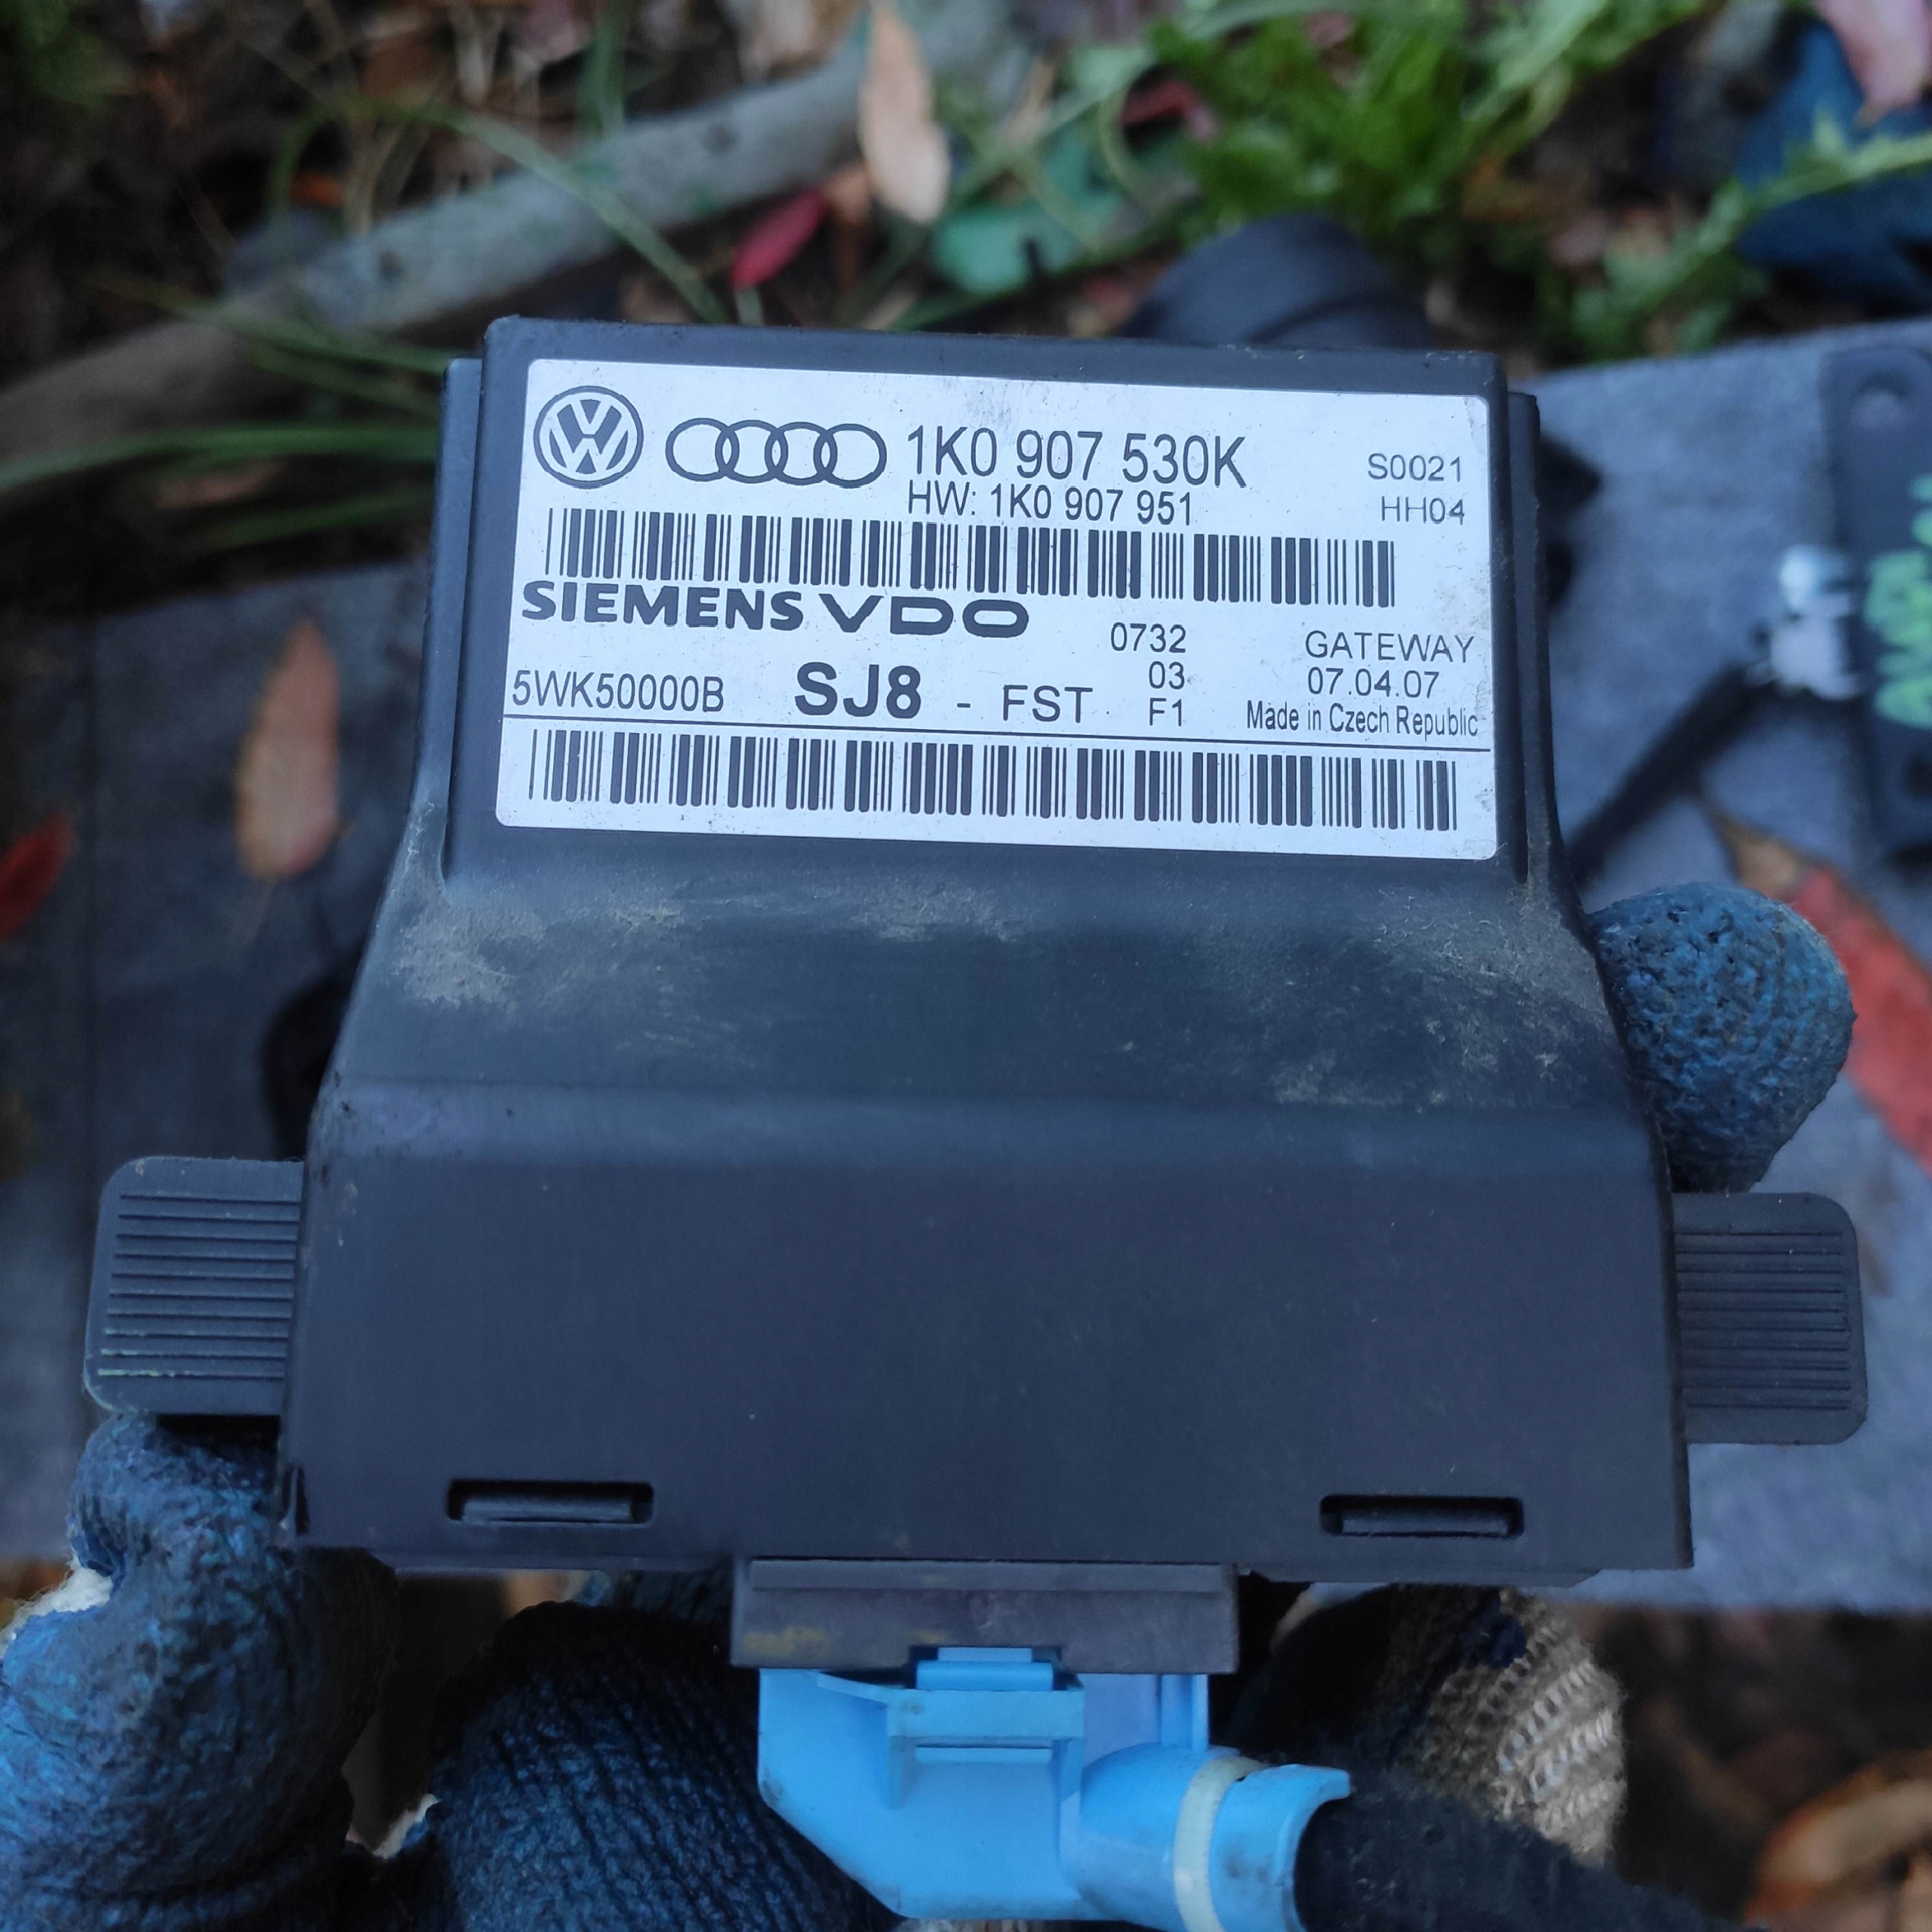 1K0 907 530K S0021
HW: 1K0 907 951 HH04
SIEMENS VDO
0732 GATEWAY
03 07.04.07
5WK50000B SJ8 - FST F1 Made in Czech Republic